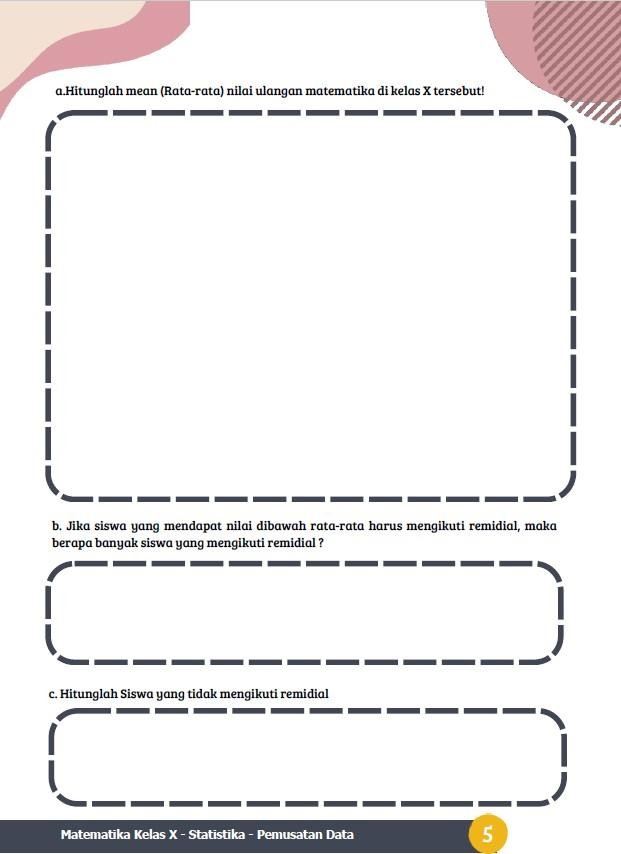 a.Hitunglah mean (Rata-rata) nilai ulangan matematika di kelas X tersebut!
b. Jika siswa yang mendapat nilai dibawah rata-rata harus mengikuti remidial, maka
berapa banyak siswa yang mengikuti remidial ?
c. Hitunglah Siswa yang tidak mengikuti remidial
Matematika Kelas X - Statistika - Pemusatan Data
5